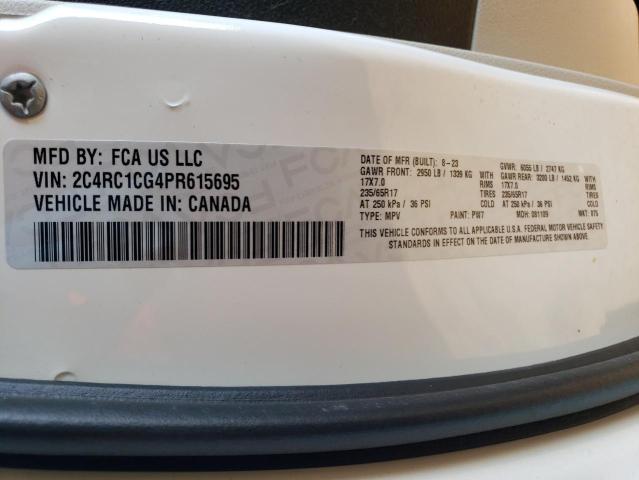 MFD BY: FCA US LLC
VIN: 2C4RC1CG4PR615695
VEHICLE MADE IN: CANADA
DATE OF MFR (BUILT): 8-23 GVWR: 6055 LB / 2747 KG
GAWR FRONT: 2950 LB / 1339 KG WITH GAWR REAR: 3200 LB / 1452 KG WITH
17X7.0 RIMS 17X7.0 RIMS
235/65R17 TIRES 235/65R17 TIRES
AT 250 kPa / 36 PSI COLD AT 250 kPa / 36 PSI COLD
TYPE: MPV PAINT: PW7 MDH: 081109 MKT: 975
THIS VEHICLE CONFORMS TO ALL APPLICABLE U.S.A. FEDERAL MOTOR VEHICLE SAFETY
STANDARDS IN EFFECT ON THE DATE OF MANUFACTURE SHOWN ABOVE.